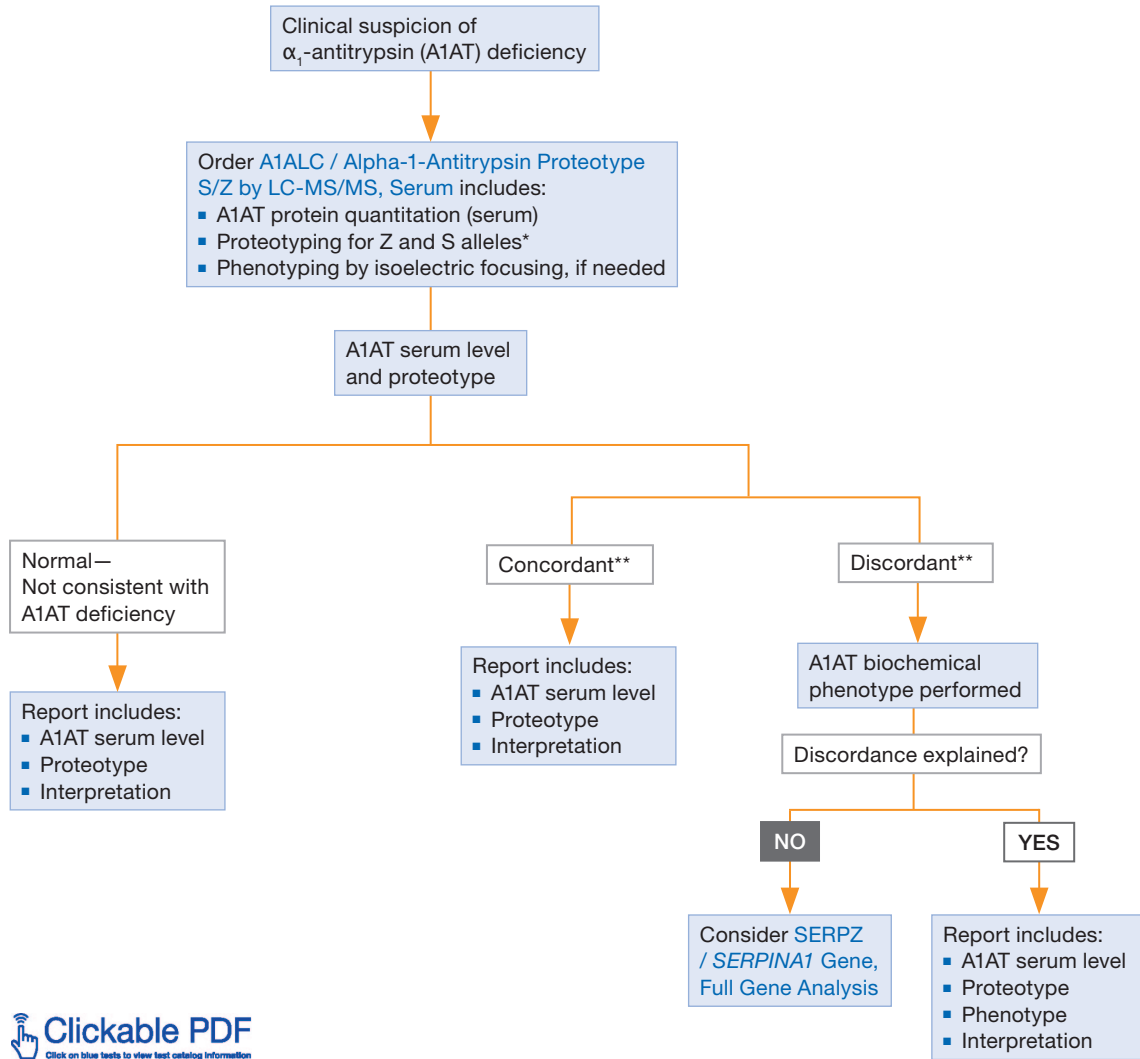 Clinical suspicion of
α₁-antitrypsin (A1AT) deficiency
Order A1ALC / Alpha-1-Antitrypsin Proteotype
S/Z by LC-MS/MS, Serum includes:
▪ A1AT protein quantitation (serum)
▪ Proteotyping for Z and S alleles*
▪ Phenotyping by isoelectric focusing, if needed
A1AT serum level
and proteotype
Normal—
Not consistent with
A1AT deficiency
Report includes:
▪ A1AT serum level
▪ Proteotype
▪ Interpretation
Concordant**
Report includes:
▪ A1AT serum level
▪ Proteotype
▪ Interpretation
Discordant**
A1AT biochemical
phenotype performed
Discordance explained?
NO
Consider SERPZ
/ SERPINA1 Gene,
Full Gene Analysis
YES
Report includes:
▪ A1AT serum level
▪ Proteotype
▪ Phenotype
▪ Interpretation
Clickable PDF
Click on blue tests to view test catalog information